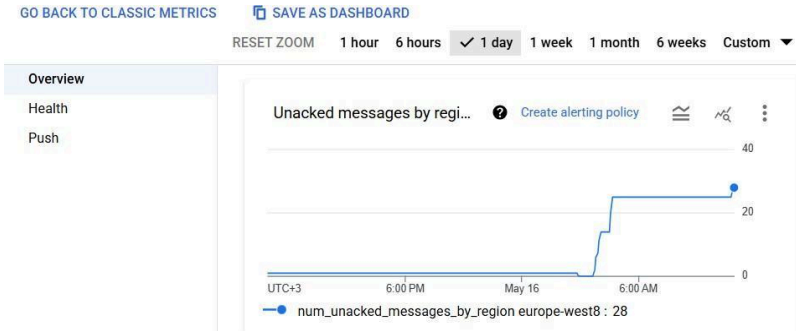 GO BACK TO CLASSIC METRICS SAVE AS DASHBOARD
RESET ZOOM 1 hour 6 hours 1 day 1 week 1 month 6 weeks Custom
Overview
Health
Push
Unacked messages by regi... Create alerting policy
40
20
0
UTC+3 6:00 PM May 16 6:00 AM
num_unacked_messages_by_region europe-west8 : 28